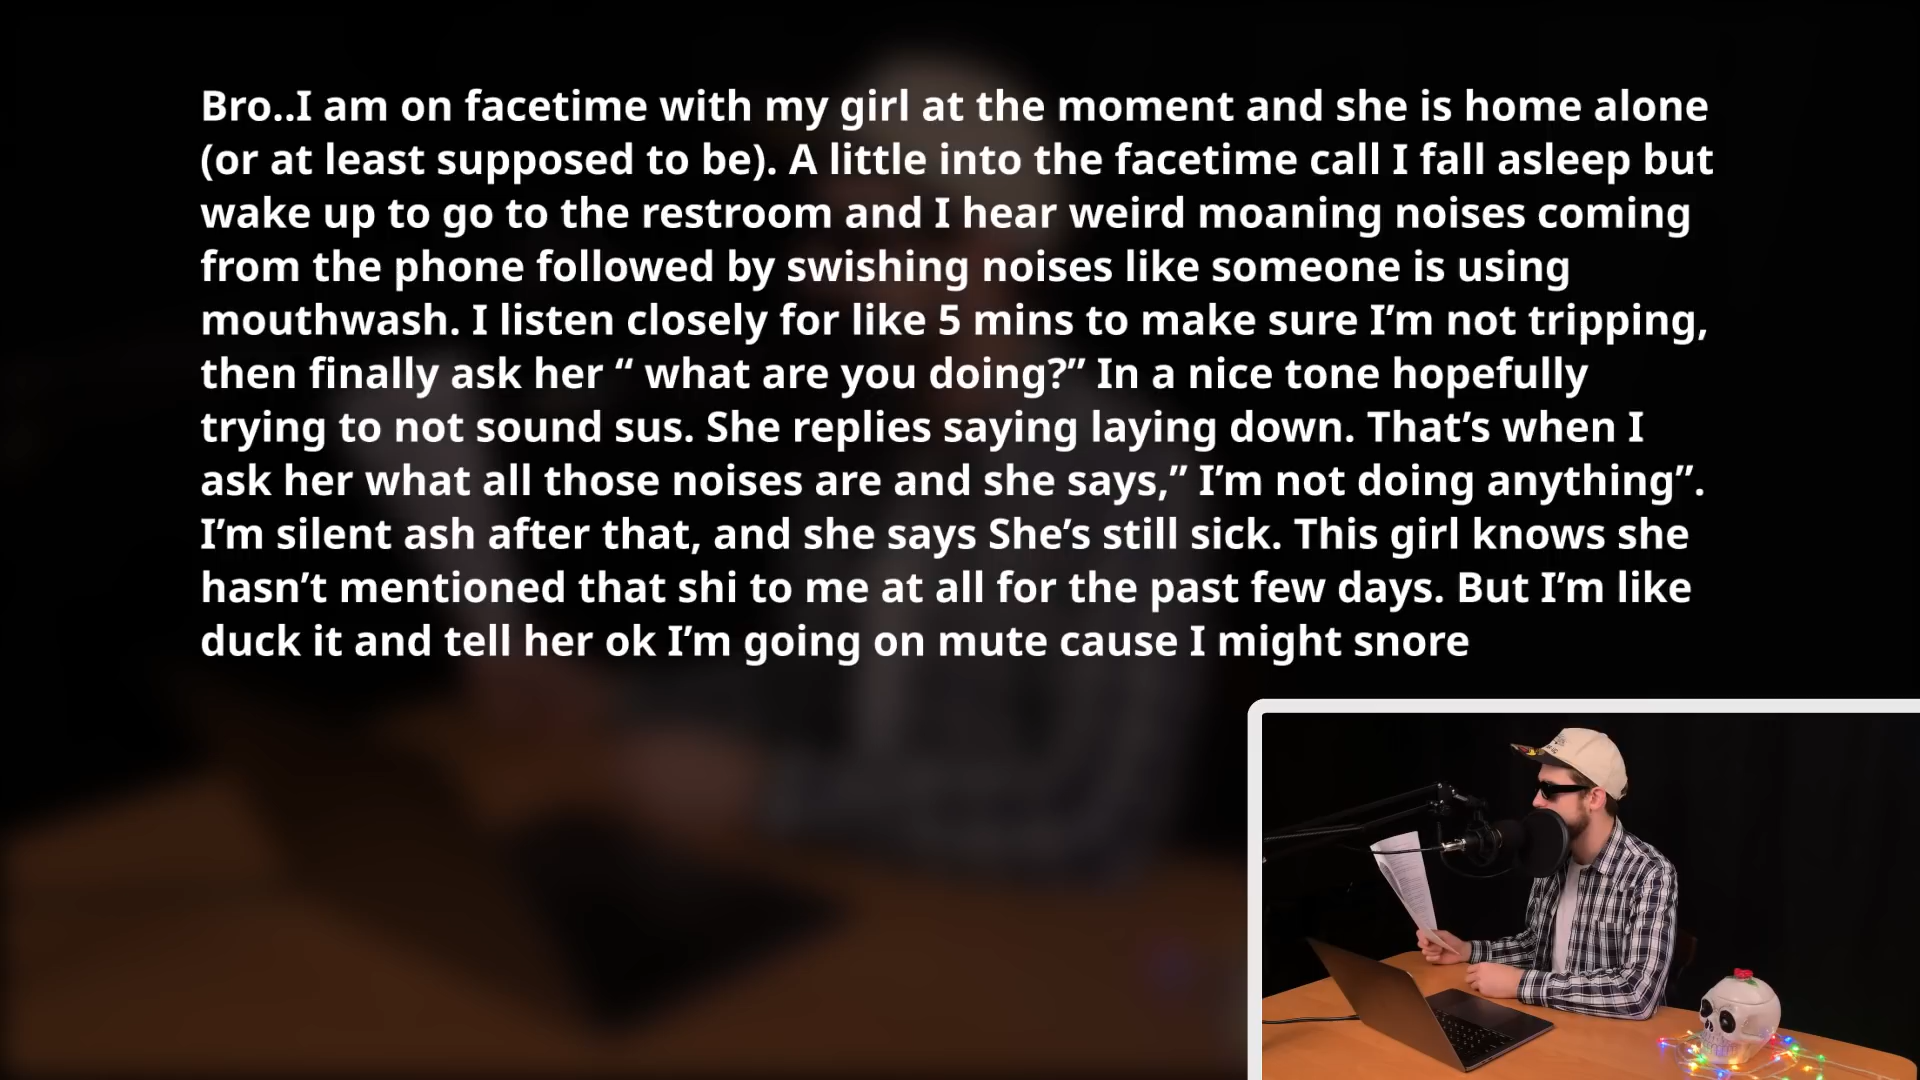 Bro..I am on facetime with my girl at the moment and she is home alone
(or at least supposed to be). A little into the facetime call I fall asleep but
wake up to go to the restroom and I hear weird moaning noises coming
from the phone followed by swishing noises like someone is using
mouthwash. I listen closely for like 5 mins to make sure I’m not tripping,
then finally ask her “ what are you doing?” In a nice tone hopefully
trying to not sound sus. She replies saying laying down. That’s when I
ask her what all those noises are and she says,” I’m not doing anything”.
I’m silent ash after that, and she says She’s still sick. This girl knows she
hasn’t mentioned that shi to me at all for the past few days. But I’m like
duck it and tell her ok I’m going on mute cause I might snore